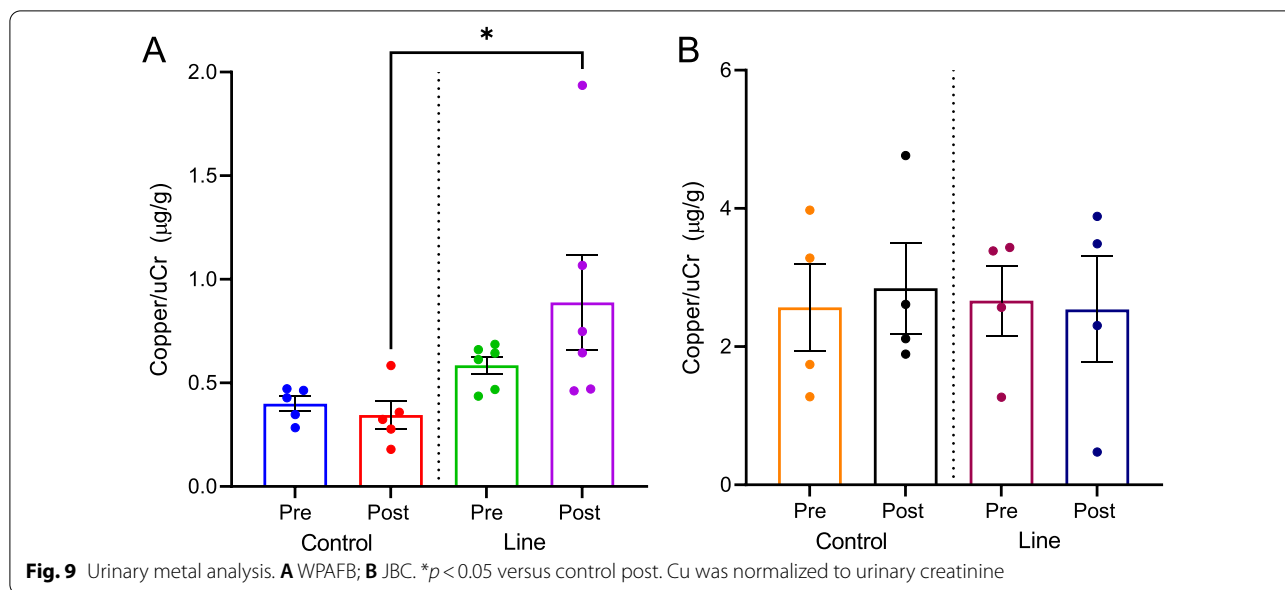 A
*
2.0
1.5
1.0
0.5
0.0
Copper/uCr (μg/g)
Pre Post Pre Post
Control Line
B
6
4
2
0
Copper/uCr (μg/g)
Pre Post Pre Post
Control Line
Fig. 9 Urinary metal analysis. A WPAFB; B JBC. *p < 0.05 versus control post. Cu was normalized to urinary creatinine